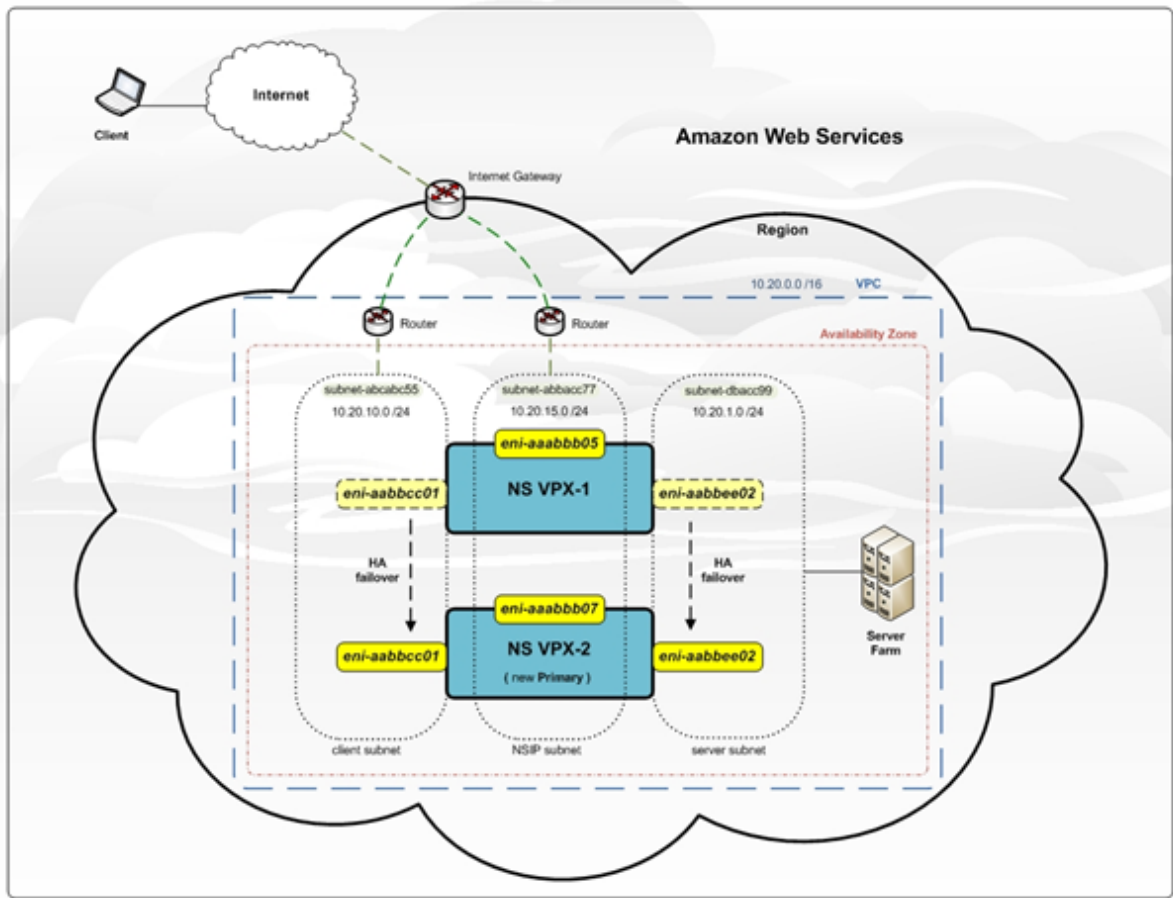 Internet
Client
Amazon Web Services
Internet Gateway
Region
10.20.0.0 /16 VPC
Router
Router
Availability Zone
subnet-abcabc55
subnet-abbacc77
subnet-dbacc99
10.20.10.0 /24
10.20.15.0 /24
10.20.1.0 /24
eni-aaabbb05
NS VPX-1
eni-aabbcc01
eni-aabbee02
HA
failover
HA
failover
eni-aaabbb07
NS VPX-2
( new Primary )
eni-aabbcc01
eni-aabbee02
Server
Farm
client subnet
NSIP subnet
server subnet